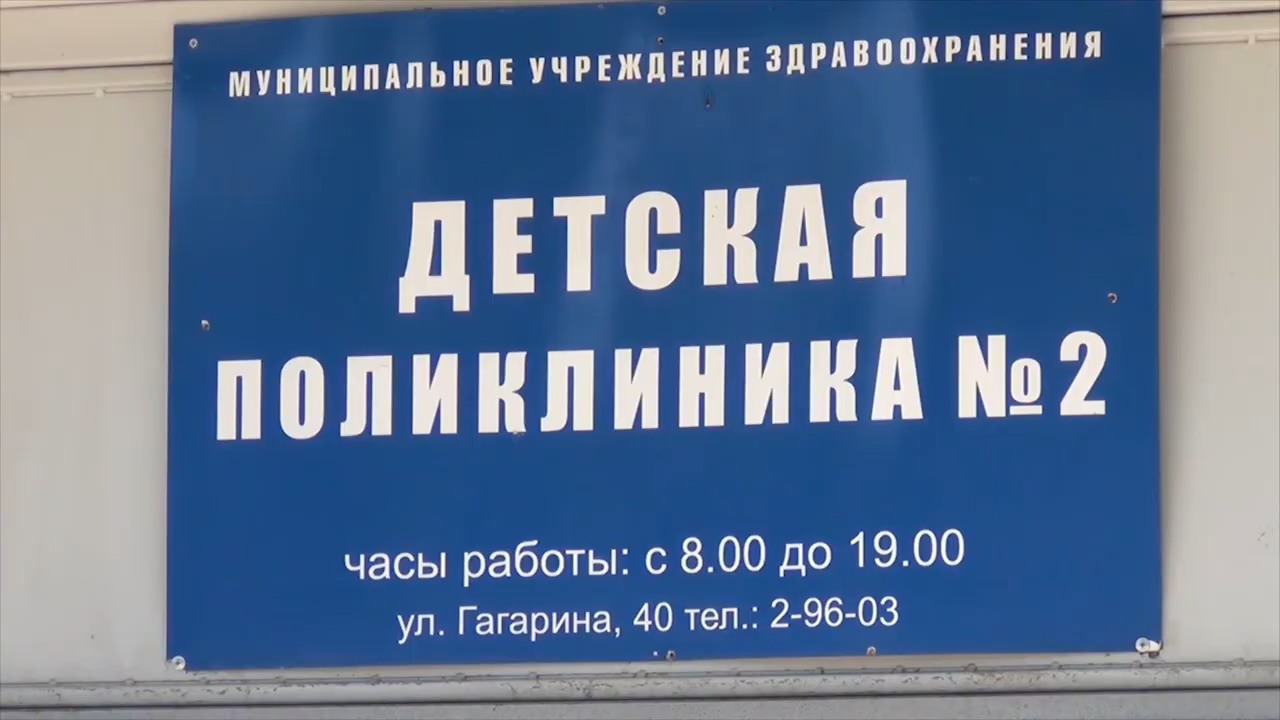 МУНИЦИПАЛЬНОЕ УЧРЕЖДЕНИЕ ЗДРАВООХРАНЕНИЯ
ДЕТСКАЯ
ПОЛИКЛИНИКА №2
часы работы: с 8.00 до 19.00
ул. Гагарина, 40 тел.: 2-96-03